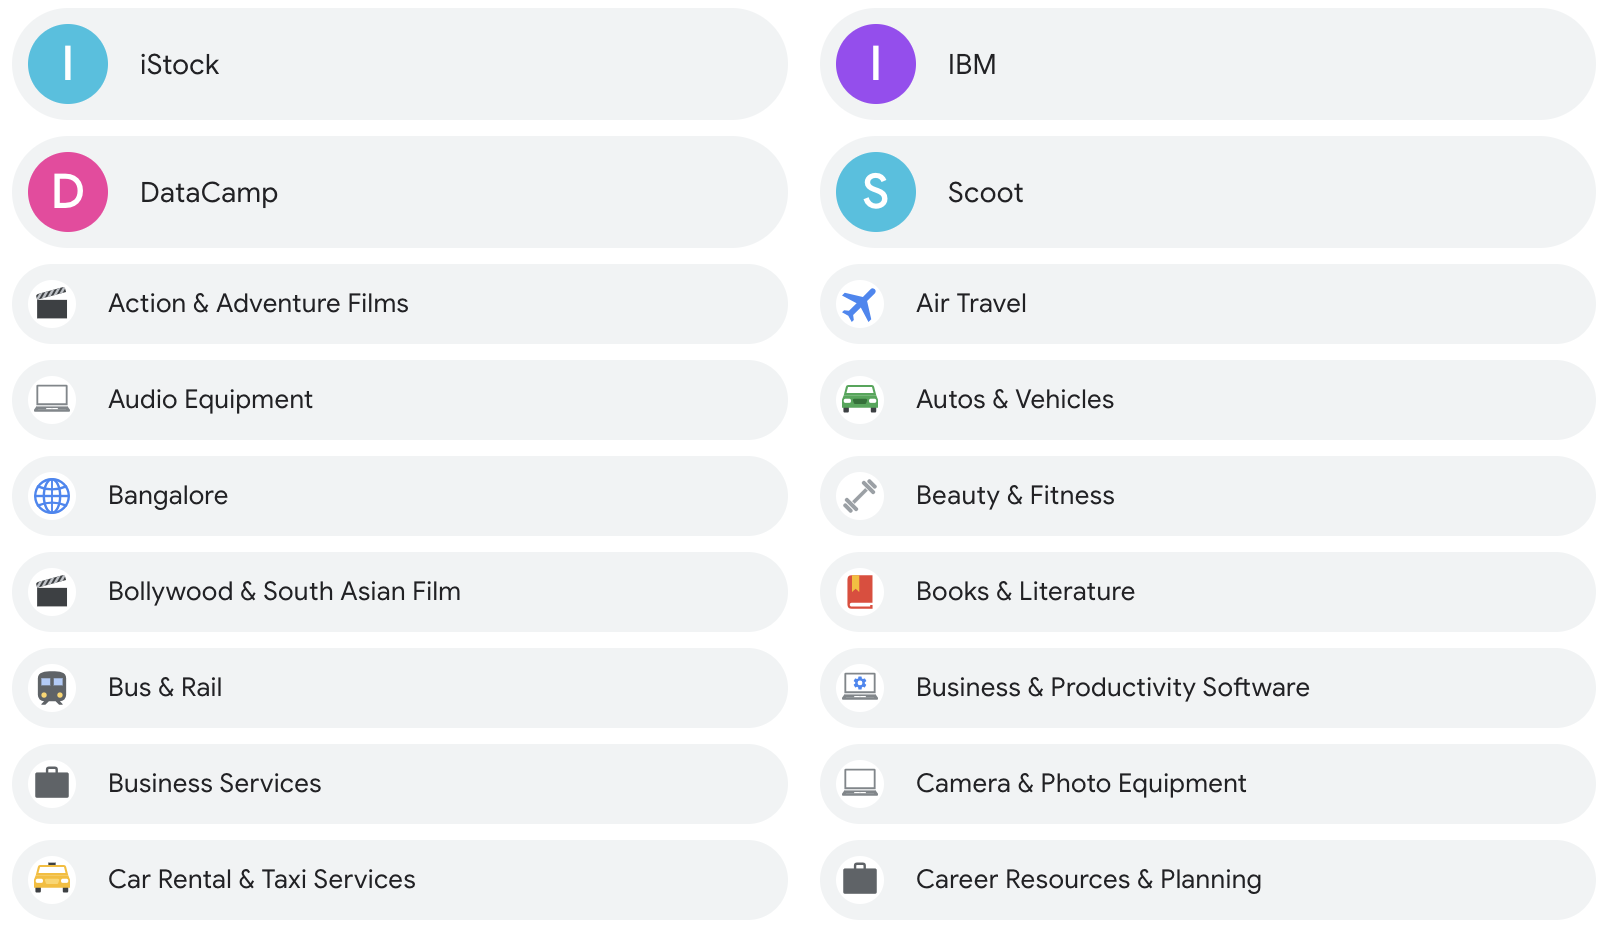 I
iStock
I
IBM
D
DataCamp
S
Scoot
Action & Adventure Films
Air Travel
Audio Equipment
Autos & Vehicles
Bangalore
Beauty & Fitness
Bollywood & South Asian Film
Books & Literature
Bus & Rail
Business & Productivity Software
Business Services
Camera & Photo Equipment
Car Rental & Taxi Services
Career Resources & Planning